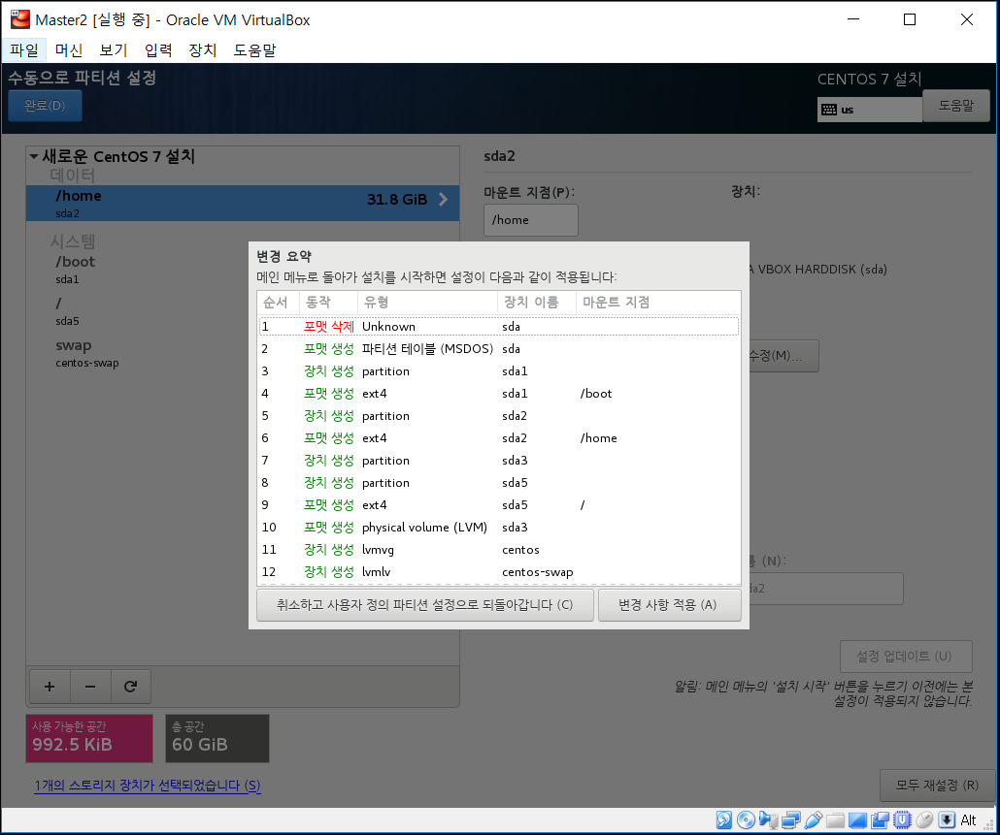 Master2 [실행 중] - Oracle VM VirtualBox
파일 머신 보기 입력 장치 도움말
수동으로 파티션 설정
CENTOS 7 설치
완료(D)
us
도움말
새로운 CentOS 7 설치
데이터
/home
31.8 GiB
sda2
시스템
/boot
sda1
/
sda5
swap
centos-swap
sda2
마운트 지점(P):
장치:
/home
A VBOX HARDDISK (sda)
수정(M)...
(N):
da2
변경 요약
메인 메뉴로 돌아가 설치를 시작하면 설정이 다음과 같이 적용됩니다:
순서 동작 유형 장치 이름 마운트 지점
1 포맷 삭제 Unknown sda
2 포맷 생성 파티션 테이블 (MSDOS) sda
3 장치 생성 partition sda1
4 포맷 생성 ext4 sda1 /boot
5 장치 생성 partition sda2
6 포맷 생성 ext4 sda2 /home
7 장치 생성 partition sda3
8 장치 생성 partition sda5
9 포맷 생성 ext4 sda5 /
10 포맷 생성 physical volume (LVM) sda3
11 장치 생성 lvmvg centos
12 장치 생성 lvmlv centos-swap
취소하고 사용자 정의 파티션 설정으로 되돌아갑니다 (C)
변경 사항 적용 (A)
설정 업데이트 (U)
알림: 메인 메뉴의 '설치 시작' 버튼을 누르기 이전에는 본
설정이 적용되지 않습니다.
+ −
사용 가능한 공간
992.5 KiB
총 공간
60 GiB
1개의 스토리지 장치가 선택되었습니다 (S)
모두 재설정 (R)
Alt